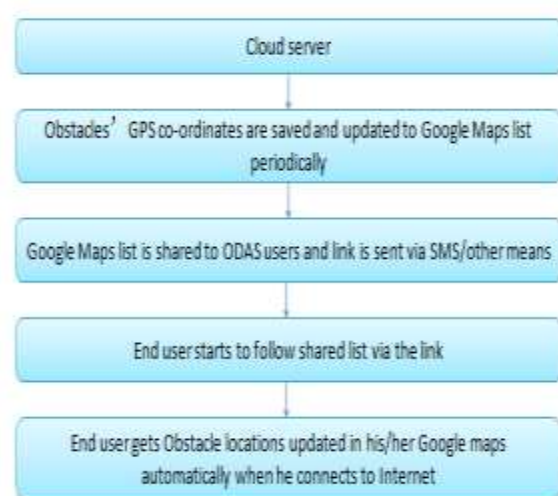 Cloud server
Obstacles’ GPS co-ordinates are saved and updated to Google Maps list
periodically
Google Maps list is shared to ODAS users and link is sent via SMS/other means
End user starts to follow shared list via the link
End user gets Obstacle locations updated in his/her Google maps
automatically when he connects to Internet